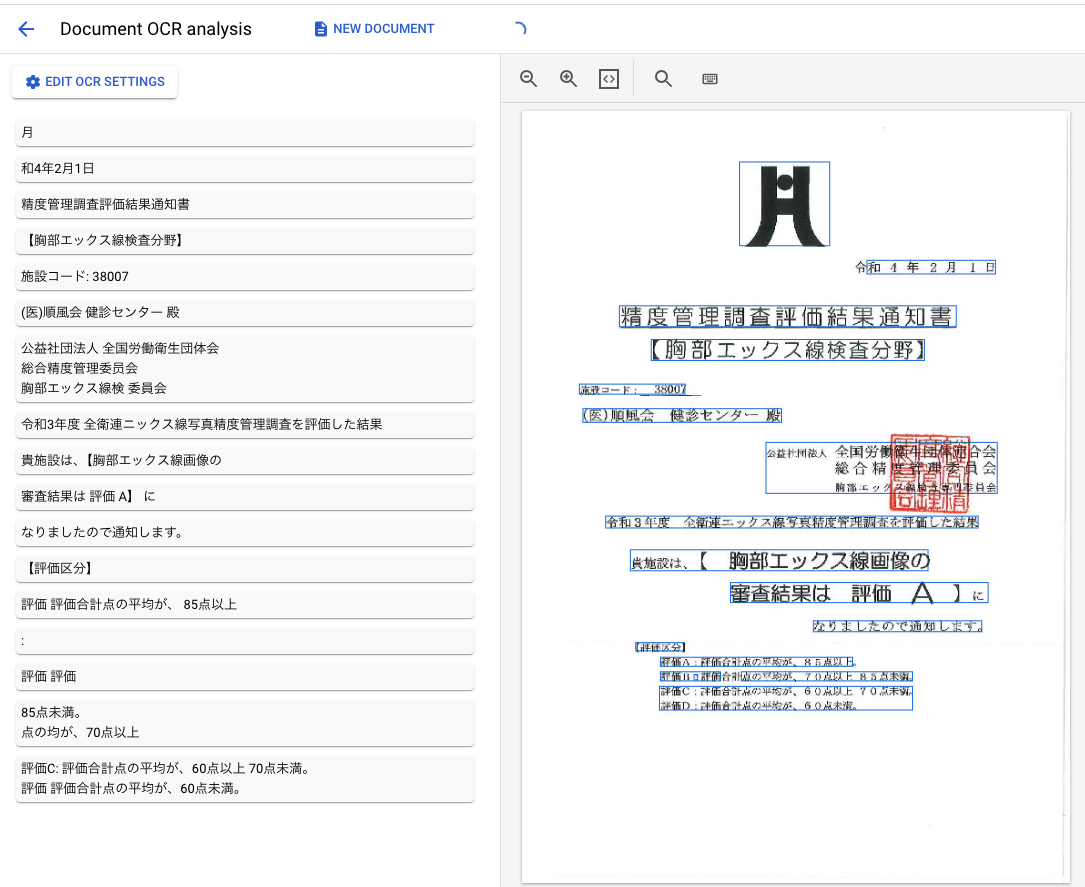 Document OCR analysis
NEW DOCUMENT
EDIT OCR SETTINGS
月
和4年2月1日
精度管理調査評価結果通知書
【胸部エックス線検査分野】
施設コード: 38007
(医)順風会 健診センター 殿
公益社団法人 全国労働衛生団体会
総合精度管理委員会
胸部エックス線検 委員会
令和3年度 全衛連ニックス線写真精度管理調査を評価した結果
貴施設は、【胸部エックス線画像の
審査結果は 評価 A】 に
なりましたので通知します。
【評価区分】
評価 評価合計点の平均が、 85点以上
:
評価 評価
85点未満。
点の均が、70点以上
評価C: 評価合計点の平均が、60点以上 70点未満。
評価 評価合計点の平均が、60点未満。
令和 4 年 2 月 1 日
精度管理調査評価結果通知書
【胸部エックス線検査分野】
施設コード: 38007
(医)順風会 健診センター 殿
公益社団法人 全国労働衛生団体連合会
総合精度管理委員会
胸部エックス線検査専門委員会
令和3年度 全衛連エックス線写真精度管理調査を評価した結果
貴施設は、【 胸部エックス線画像の
審査結果は 評価 A 】に
なりましたので通知します。
【評価区分】
評価A:評価合計点の平均が、85点以上。
評価B:評価合計点の平均が、70点以上 85点未満。
評価C:評価合計点の平均が、60点以上 70点未満。
評価D:評価合計点の平均が、60点未満。